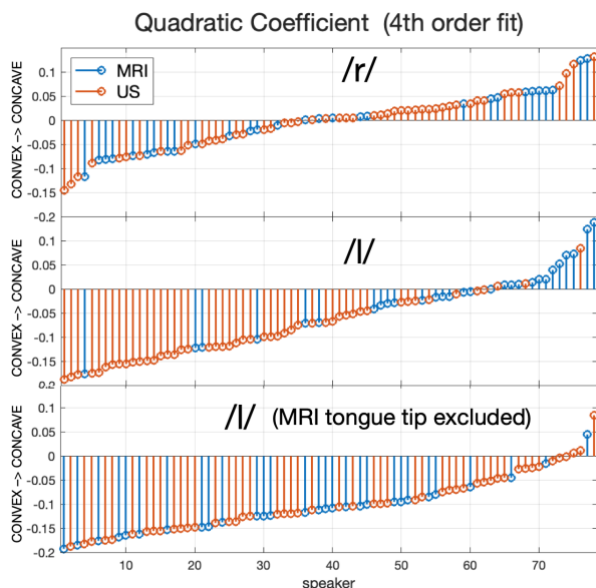 Quadratic Coefficient (4th order fit)
/r/
MRI
US
CONVEX -> CONCAVE
0.1
0.05
0
-0.05
-0.1
-0.15
-0.2
/l/
CONVEX -> CONCAVE
0.1
0.05
0
-0.05
-0.1
-0.15
0.2
/l/ (MRI tongue tip excluded)
CONVEX -> CONCAVE
0.1
0.05
0
-0.05
-0.1
-0.15
-0.2
10 20 30 40 50 60 70
speaker